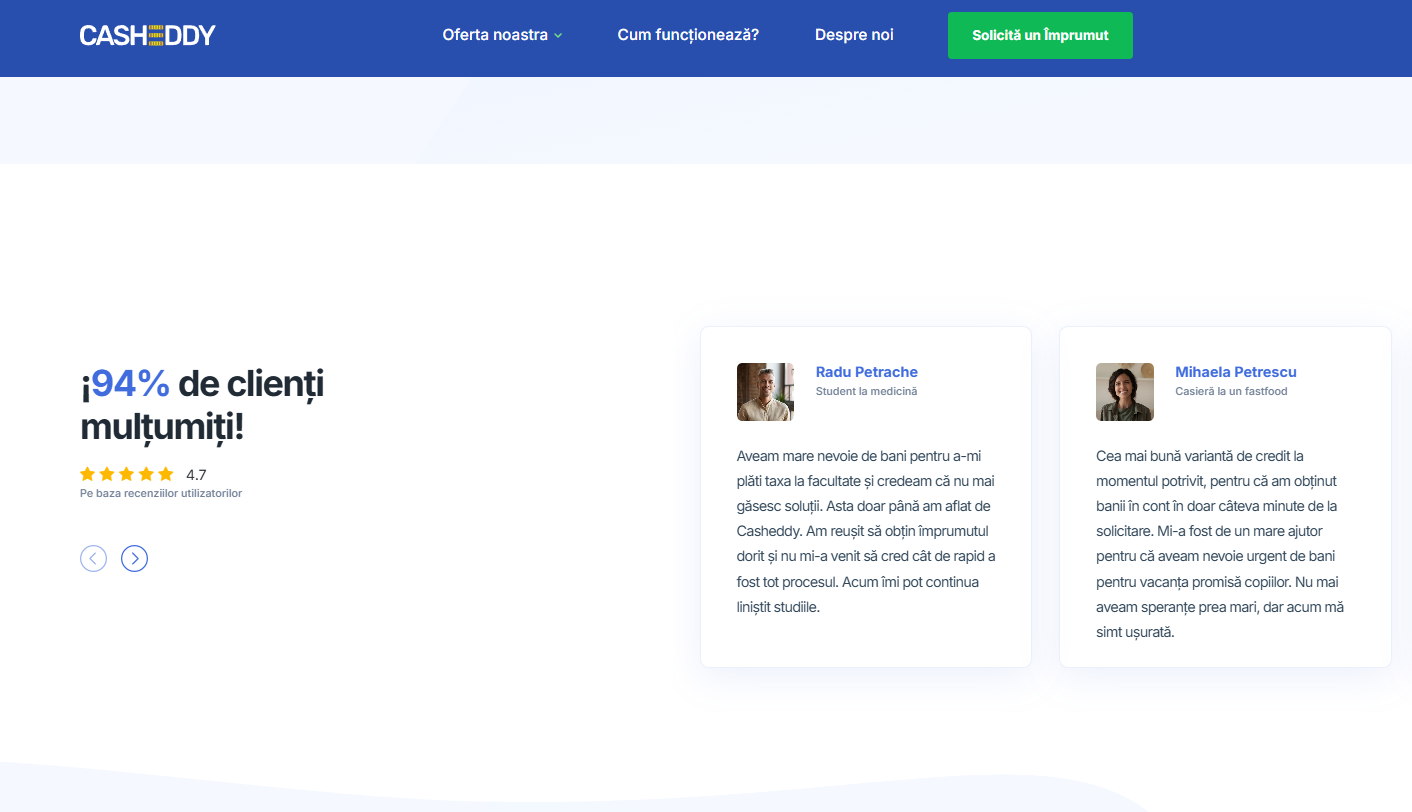 CASHEDDY
Oferta noastra
Cum funcționează?
Despre noi
Solicită un Împrumut
¡94% de clienți
mulțumiți!
4.7
Pe baza recenziilor utilizatorilor
Radu Petrache
Student la medicină
Aveam mare nevoie de bani pentru a-mi
plăti taxa la facultate și credeam că nu mai
găsesc soluții. Asta doar până am aflat de
Casheddy. Am reușit să obțin împrumutul
dorit și nu mi-a venit să cred cât de rapid a
fost tot procesul. Acum îmi pot continua
liniștit studiile.
Mihaela Petrescu
Casieră la un fastfood
Cea mai bună variantă de credit la
momentul potrivit, pentru că am obținut
banii în cont în doar câteva minute de la
solicitare. Mi-a fost de un mare ajutor
pentru că aveam nevoie urgent de bani
pentru vacanța promisă copiilor. Nu mai
aveam speranțe prea mari, dar acum mă
simt ușurată.